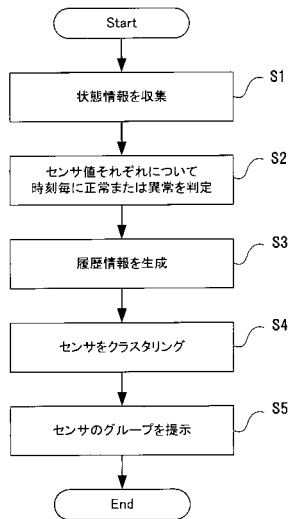 Start
状態情報を収集
S1
センサ値それぞれについて
時刻毎に正常または異常を判定
S2
履歴情報を生成
S3
センサをクラスタリング
S4
センサのグループを提示
S5
End